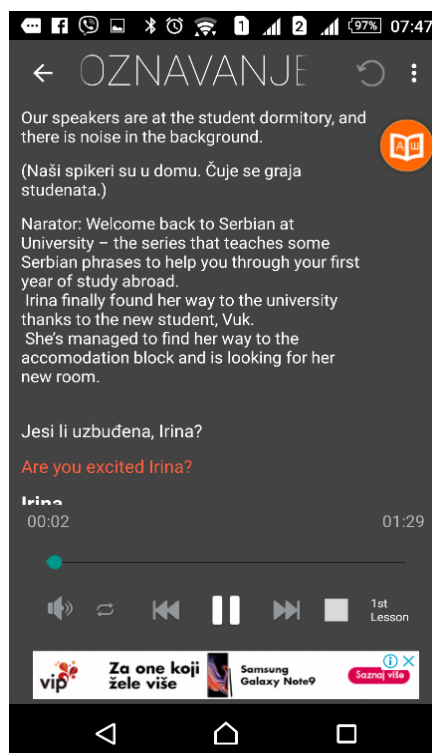 1 2 97% 07:47
OZNAVANJE
Our speakers are at the student dormitory, and
there is noise in the background.
(Naši spikeri su u domu. Čuje se graja
studenata.)
Narator: Welcome back to Serbian at
University – the series that teaches some
Serbian phrases to help you through your first
year of study abroad.
Irina finally found her way to the university
thanks to the new student, Vuk.
She's managed to find her way to the
accomodation block and is looking for her
new room.
Jesi li uzbuđena, Irina?
Are you excited Irina?
Irina
00:02 01:29
1st
Lesson
vip Za one koji
žele više
Samsung
Galaxy Note9
Saznaj više